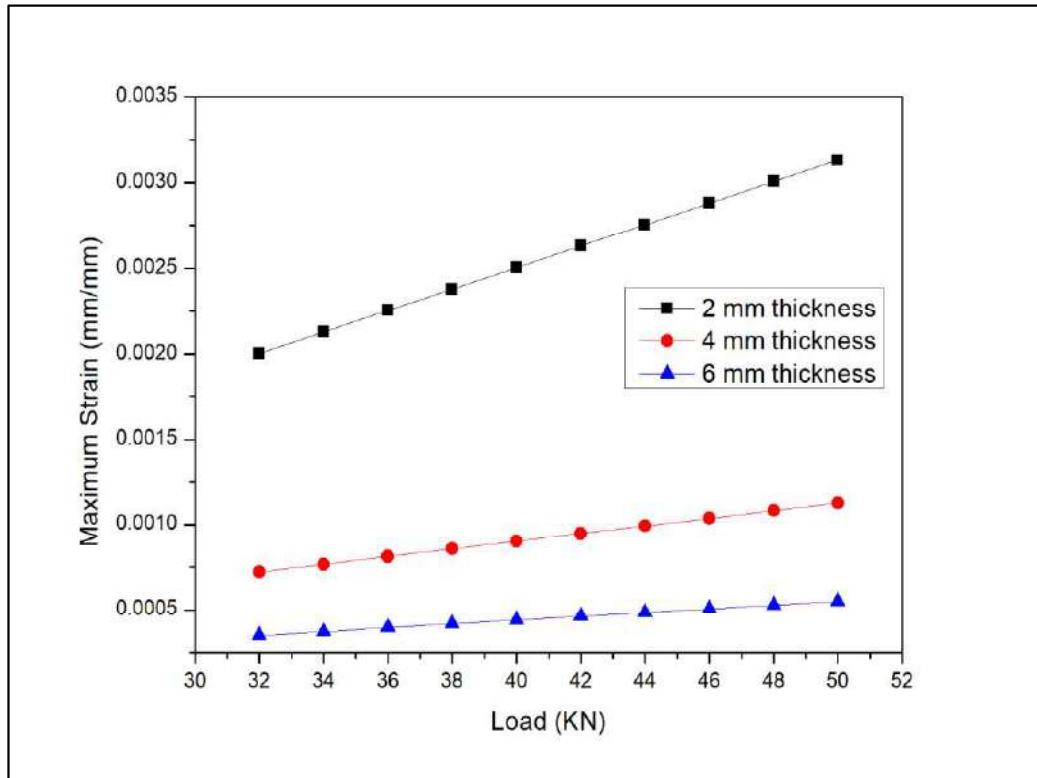 0.0035
0.0030
0.0025
0.0020
0.0015
0.0010
0.0005
Maximum Strain (mm/mm)
2 mm thickness
4 mm thickness
6 mm thickness
30 32 34 36 38 40 42 44 46 48 50 52
Load (KN)